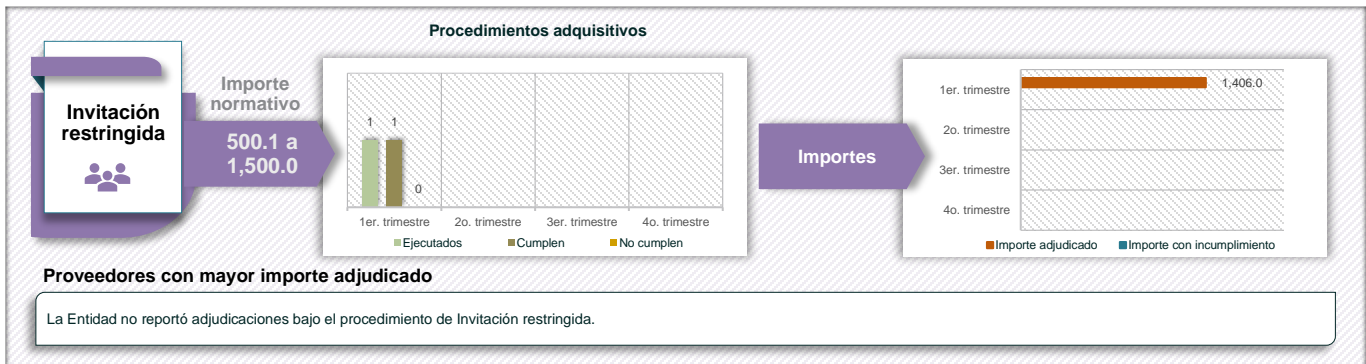 Procedimientos adquisitivos
Invitación
restringida
Importe
normativo
500.1 a
1,500.0
1
1
0
1er. trimestre
2o. trimestre
3er. trimestre
4o. trimestre
Ejecutados
Cumplen
No cumplen
Importes
1er. trimestre
1,406.0
2o. trimestre
3er. trimestre
4o. trimestre
Importe adjudicado
Importe con incumplimiento
Proveedores con mayor importe adjudicado
La Entidad no reportó adjudicaciones bajo el procedimiento de Invitación restringida.